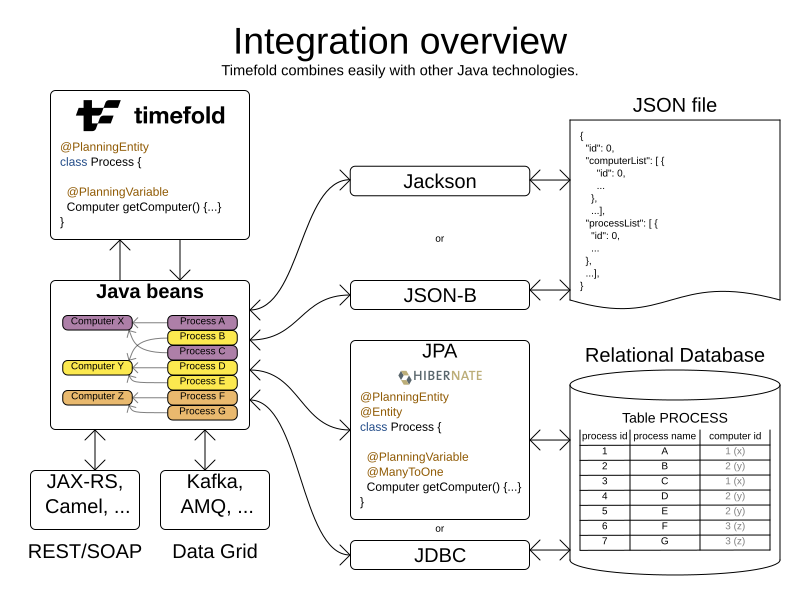 Integration overview
Timefold combines easily with other Java technologies.
timefold
@PlanningEntity
class Process {
@PlanningVariable
Computer getComputer() {...}
}
Java beans
Computer X
Computer Y
Computer Z
Process A
Process B
Process C
Process D
Process E
Process F
Process G
JAX-RS,
Camel, ...
REST/SOAP
Kafka,
AMQ, ...
Data Grid
Jackson
or
JSON-B
JPA
HIBERNATE
@PlanningEntity
@Entity
class Process {
@PlanningVariable
@ManyToOne
Computer getComputer() {...}
}
or
JDBC
JSON file
{
"id": 0,
"computerList": [ {
"id": 0,
...
},
...],
"processList": [ {
"id": 0,
...
},
...],
}
Relational Database
Table PROCESS
process id process name computer id
1 A 1 (x)
2 B 2 (y)
3 C 1 (x)
4 D 2 (y)
5 E 2 (y)
6 F 3 (z)
7 G 3 (z)